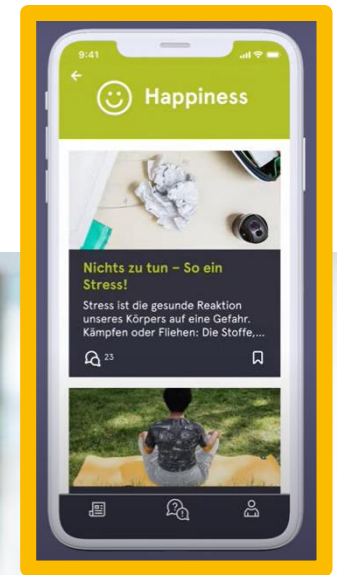 9:41
Happiness
Nichts zu tun – So ein
Stress!
Stress ist die gesunde Reaktion
unseres Körpers auf eine Gefahr.
Kämpfen oder Fliehen: Die Stoffe,...
23